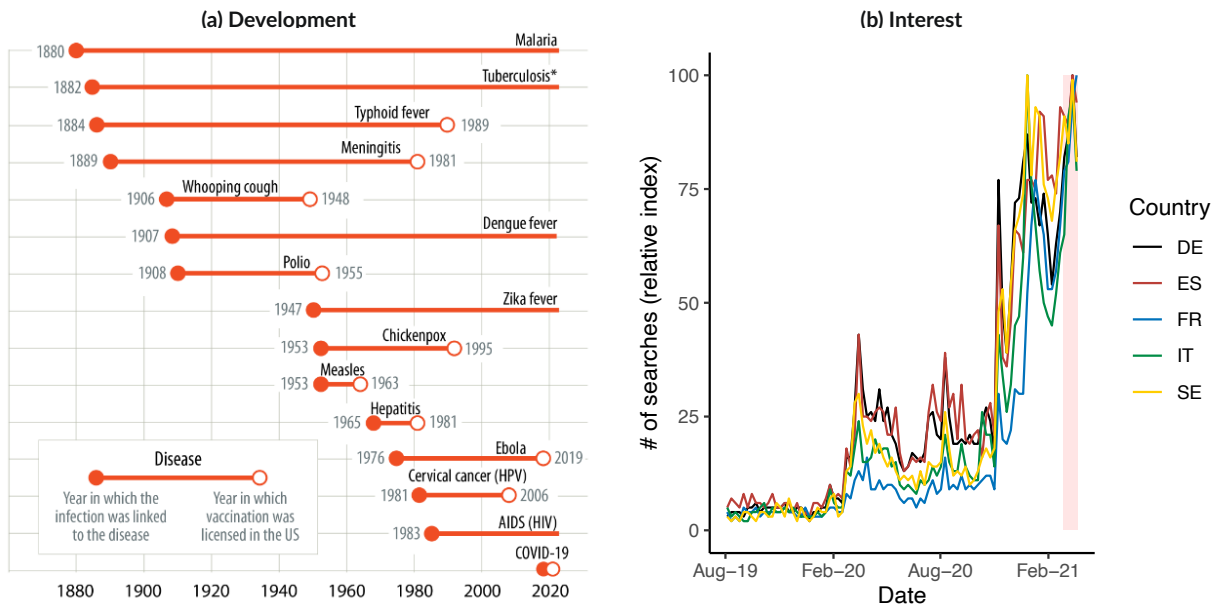 (a) Development
Malaria
1880
Tuberculosis*
1882
Typhoid fever
1884
1989
Meningitis
1889
1981
Whooping cough
1906
1948
Dengue fever
1907
Polio
1908
1955
Zika fever
1947
Chickenpox
1953
1995
Measles
1953
1963
Hepatitis
1965
1981
Ebola
1976
2019
Cervical cancer (HPV)
1981
2006
AIDS (HIV)
1983
COVID-19
Disease
Year in which the
infection was linked
to the disease
Year in which
vaccination was
licensed in the US
1880
1900
1920
1940
1960
1980
2000
2020
(b) Interest
# of searches (relative index)
100
75
50
25
0
Aug–19
Feb–20
Aug–20
Feb–21
Date
Country
DE
ES
FR
IT
SE